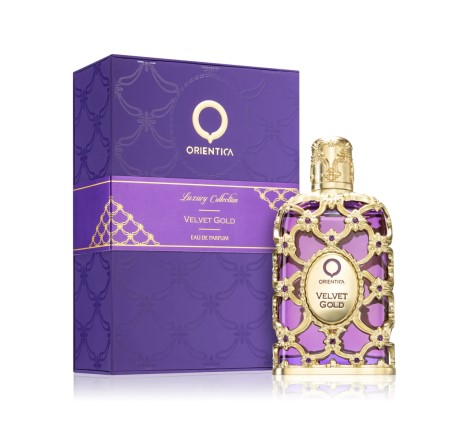 ORIENTICA
Luxury Collection
VELVET GOLD
EAU DE PARFUM
ORIENTICA
VELVET
GOLD